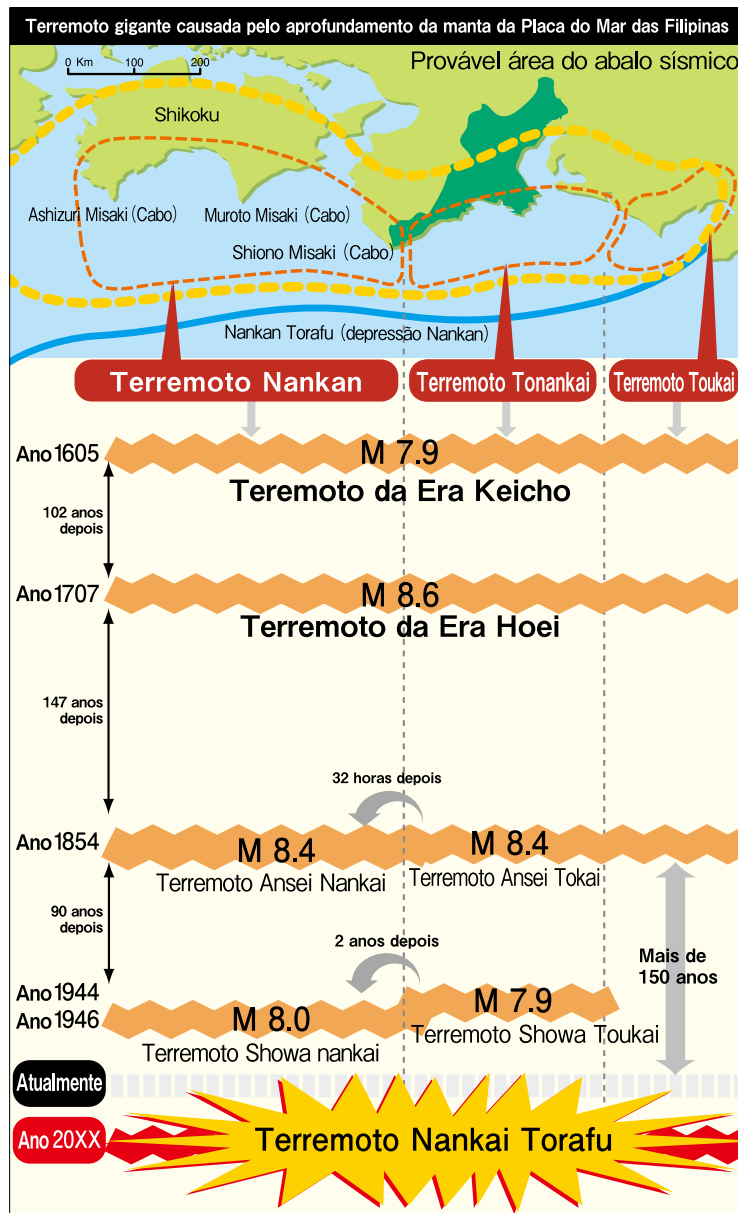 Terremoto gigante causada pelo aprofundamento da manta da Placa do Mar das Filipinas
0 Km 100 200
Provável área do abalo sísmico
Shikoku
Ashizuri Misaki (Cabo)
Muroto Misaki (Cabo)
Shiono Misaki (Cabo)
Nankan Torafu (depressão Nankan)
Terremoto Nankan
Terremoto Tonankai
Terremoto Toukai
Ano 1605
M 7.9
Teremoto da Era Keicho
102 anos
depois
Ano 1707
M 8.6
Terremoto da Era Hoei
147 anos
depois
32 horas depois
Ano 1854
M 8.4
M 8.4
Terremoto Ansei Nankai
Terremoto Ansei Tokai
90 anos
depois
2 anos depois
Mais de
150 anos
Ano 1944
Ano 1946
M 8.0
M 7.9
Terremoto Showa nankai
Terremoto Showa Toukai
Atualmente
Ano 20XX
Terremoto Nankai Torafu